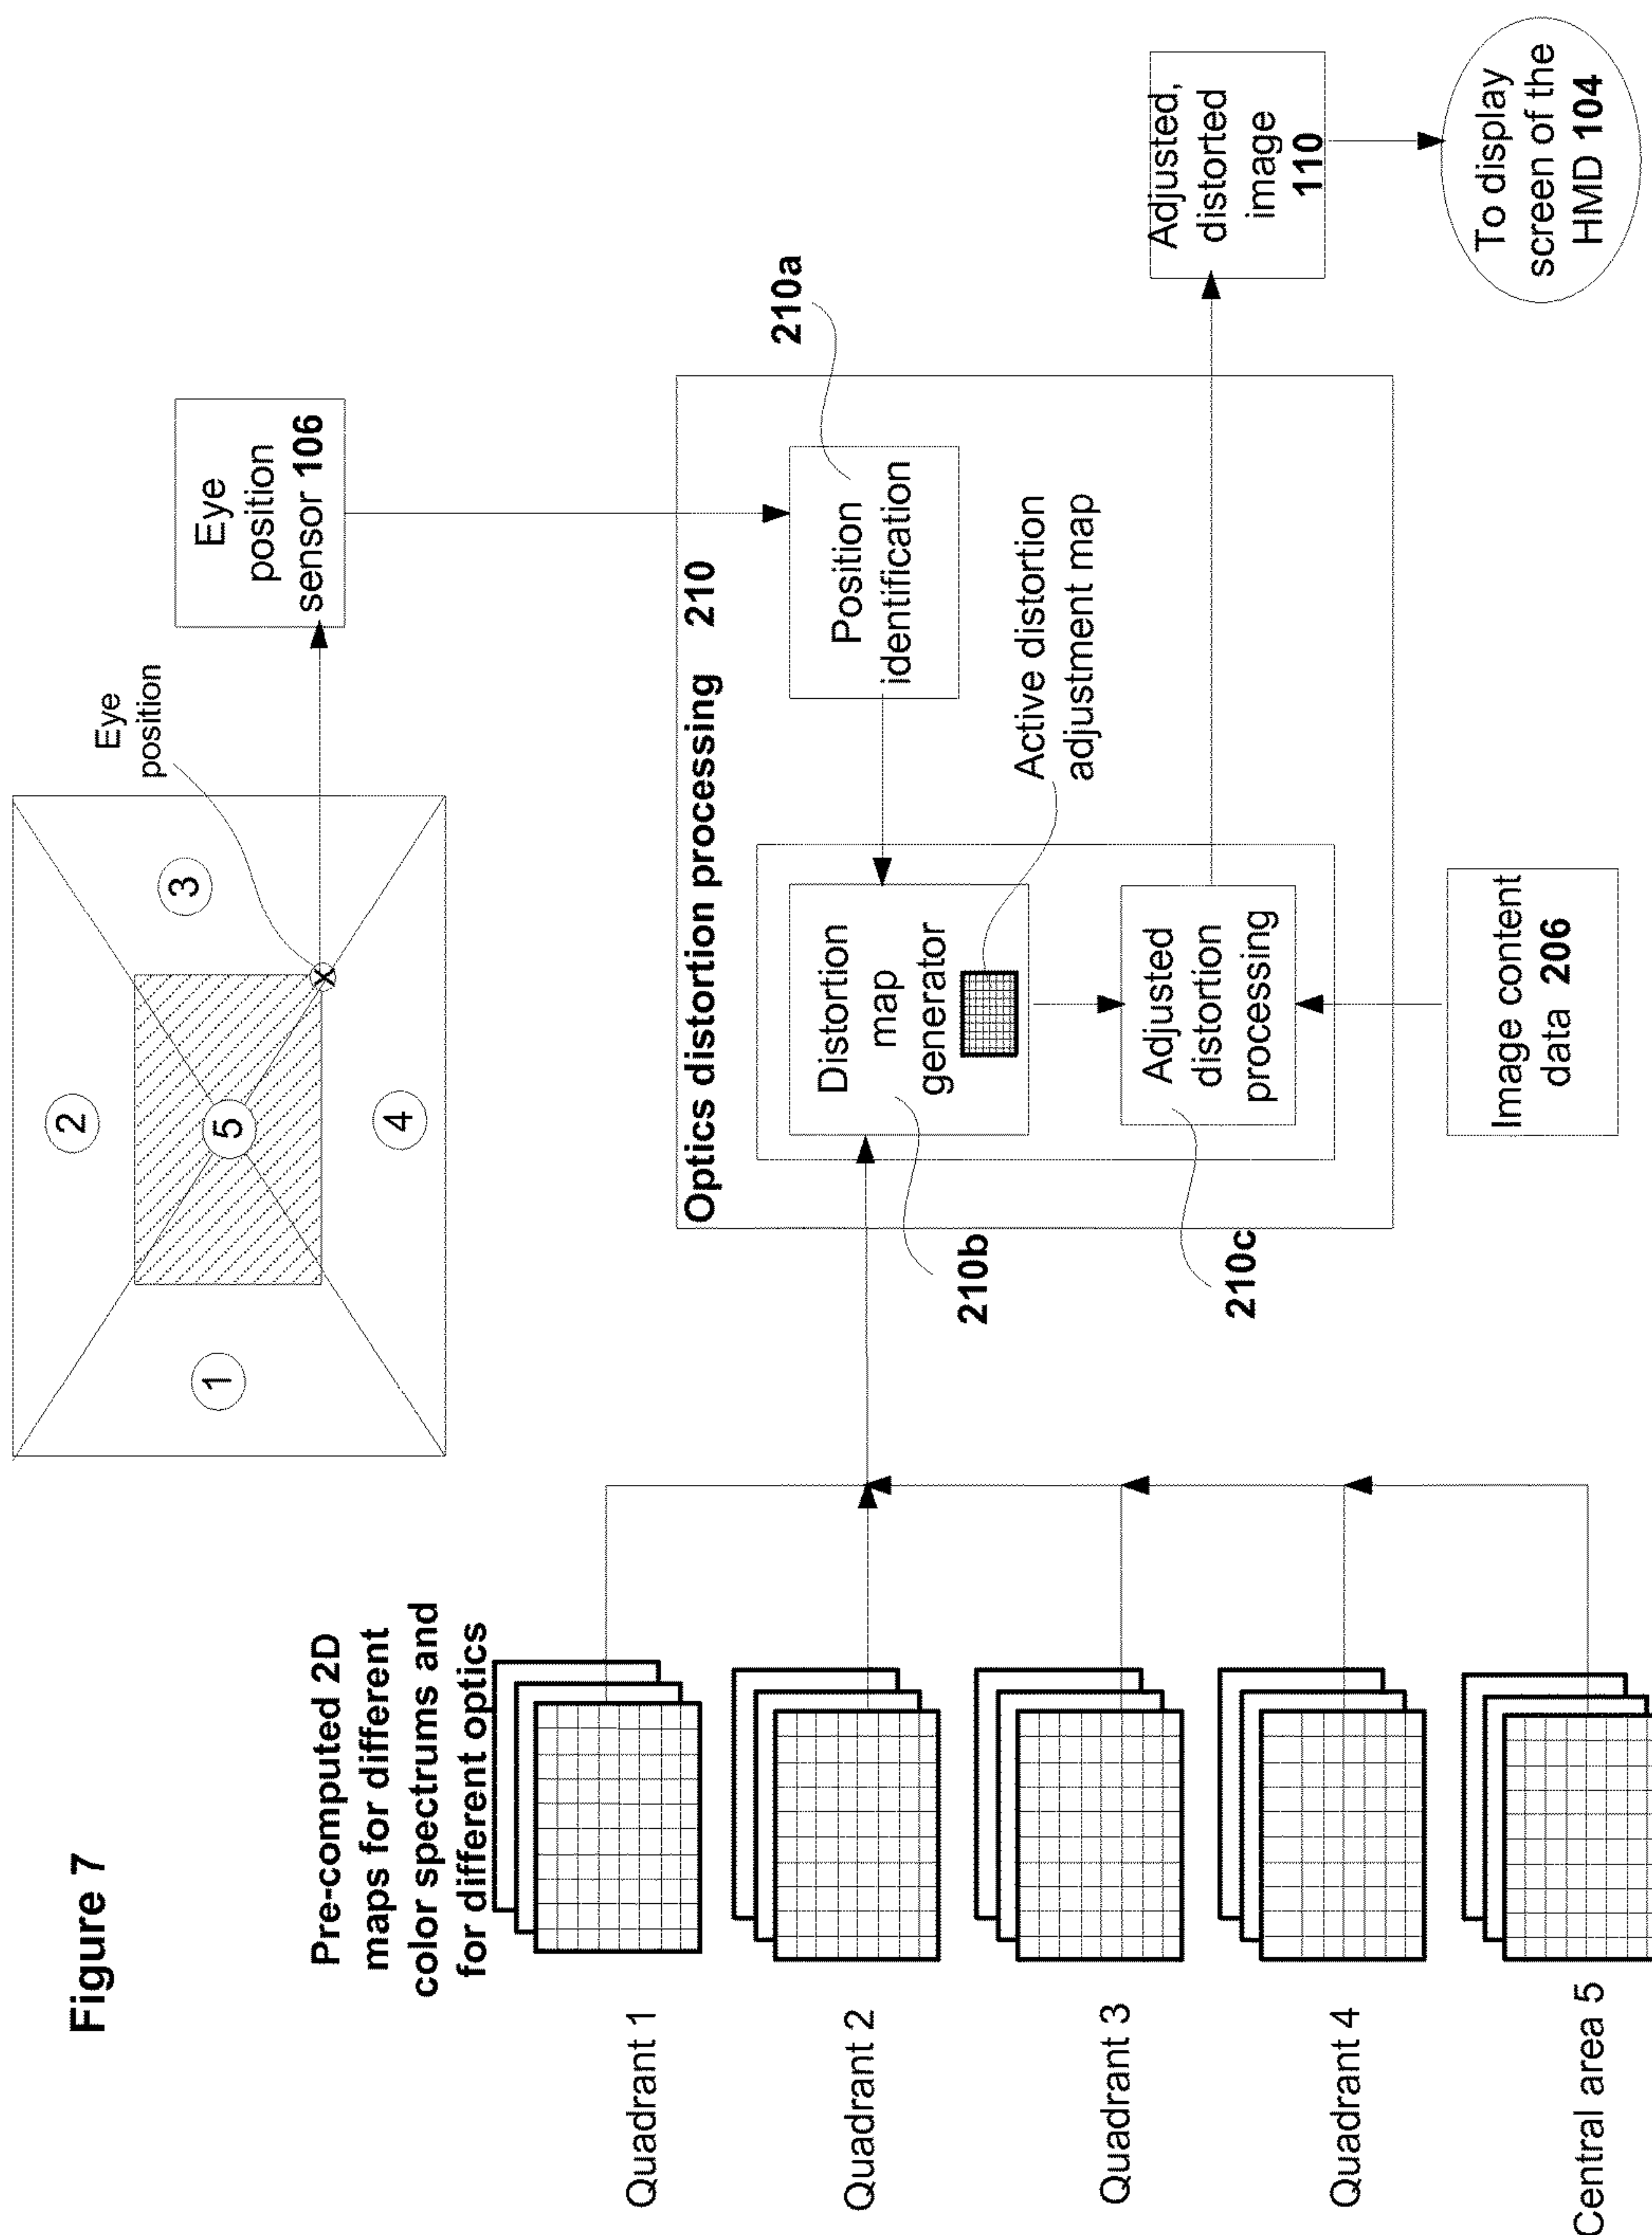 Figure 7
Pre-computed 2D
maps for different
color spectrums and
for different optics
Quadrant 1
Quadrant 2
Quadrant 3
Quadrant 4
Central area 5
1
2
3
4
5
X
Eye
position
Eye
position
sensor 106
Optics distortion processing 210
Position
identification
210a
Distortion
map
generator
210b
Active distortion
adjustment map
Adjusted
distortion
processing
210c
Image content
data 206
Adjusted,
distorted
image
110
To display
screen of the
HMD 104